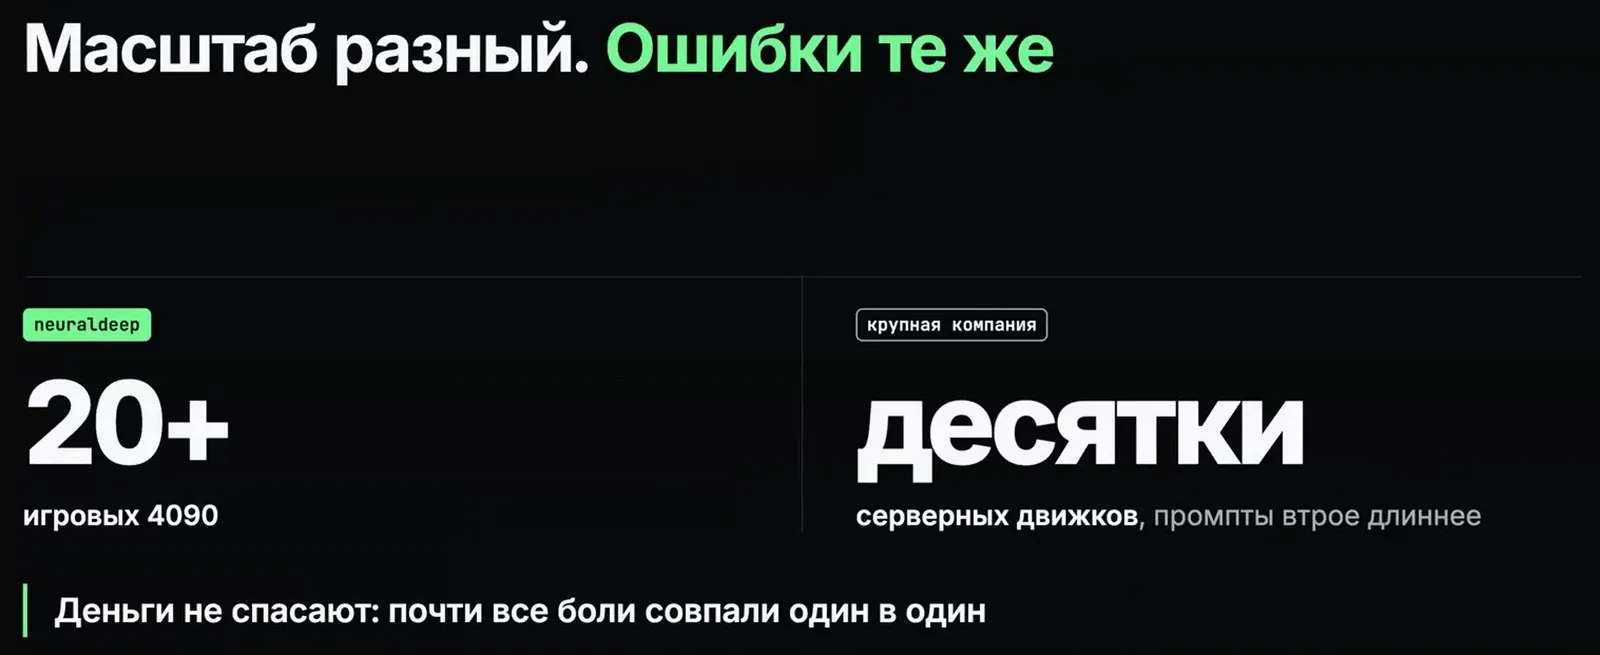 Масштаб разный. Ошибки те же
neuraldeep
20+
игровых 4090
крупная компания
десятки
серверных движков, промпты втрое длиннее
Деньги не спасают: почти все боли совпали один в один